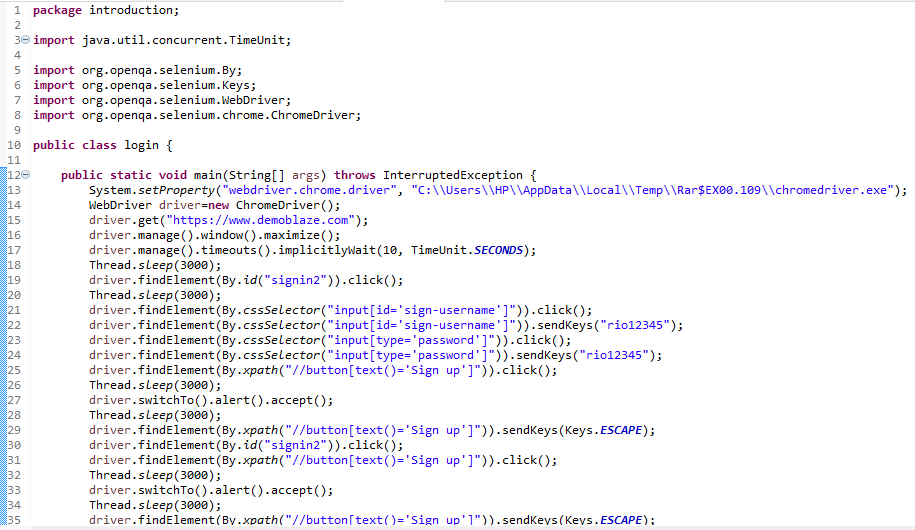 1 package introduction;
2
3 import java.util.concurrent.TimeUnit;
4
5 import org.openqa.selenium.By;
6 import org.openqa.selenium.Keys;
7 import org.openqa.selenium.WebDriver;
8 import org.openqa.selenium.chrome.ChromeDriver;
9
10 public class login {
11
12 public static void main(String[] args) throws InterruptedException {
13 System.setProperty("webdriver.chrome.driver", "C:\\Users\\HP\\AppData\\Local\\Temp\\Rar$EX00.109\\chromedriver.exe");
14 WebDriver driver=new ChromeDriver();
15 driver.get("https://www.demoblaze.com");
16 driver.manage().window().maximize();
17 driver.manage().timeouts().implicitlyWait(10, TimeUnit.SECONDS);
18 Thread.sleep(3000);
19 driver.findElement(By.id("signin2")).click();
20 Thread.sleep(3000);
21 driver.findElement(By.cssSelector("input[id='sign-username']")).click();
22 driver.findElement(By.cssSelector("input[id='sign-username']")).sendKeys("rio12345");
23 driver.findElement(By.cssSelector("input[type='password']")).click();
24 driver.findElement(By.cssSelector("input[type='password']")).sendKeys("rio12345");
25 driver.findElement(By.xpath("//button[text()='Sign up']")).click();
26 Thread.sleep(3000);
27 driver.switchTo().alert().accept();
28 Thread.sleep(3000);
29 driver.findElement(By.xpath("//button[text()='Sign up']")).sendKeys(Keys.ESCAPE);
30 driver.findElement(By.id("signin2")).click();
31 driver.findElement(By.xpath("//button[text()='Sign up']")).click();
32 Thread.sleep(3000);
33 driver.switchTo().alert().accept();
34 Thread.sleep(3000);
35 driver.findElement(By.xpath("//button[text()='Sign up']")).sendKeys(Keys.ESCAPE);